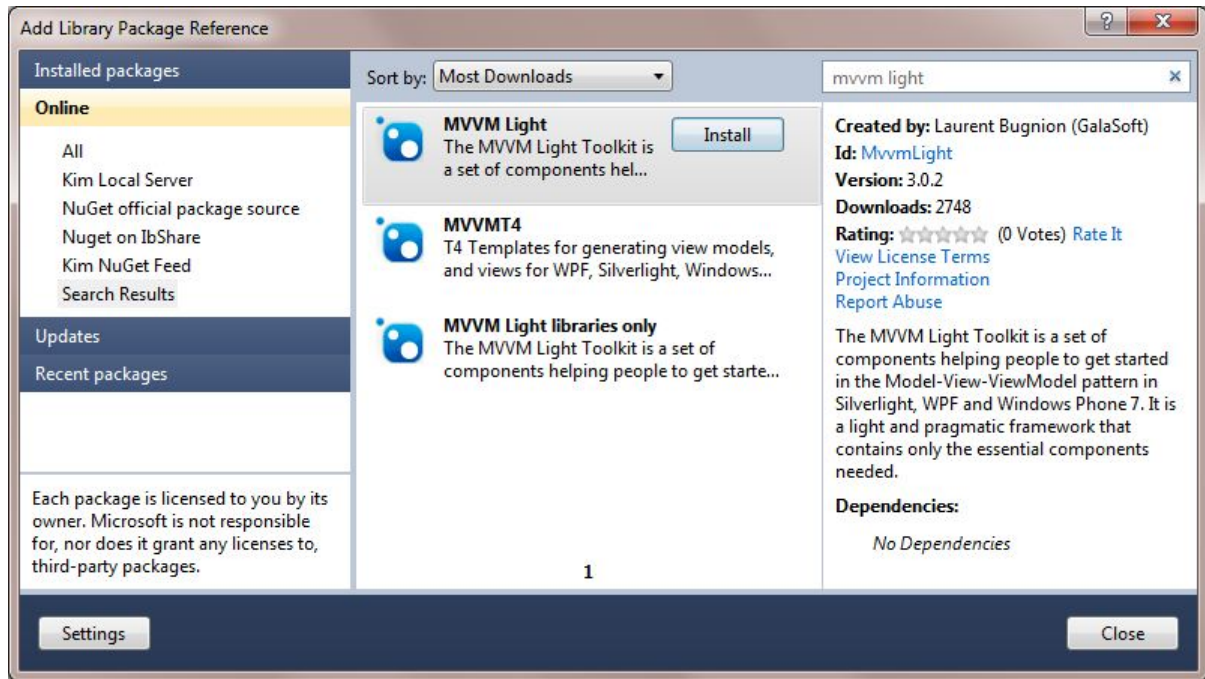 Add Library Package Reference
Installed packages
Online
All
Kim Local Server
NuGet official package source
Nuget on IbShare
Kim NuGet Feed
Search Results
Updates
Recent packages
Each package is licensed to you by its
owner. Microsoft is not responsible
for, nor does it grant any licenses to,
third-party packages.
Settings
Sort by: Most Downloads
MVVM Light
The MVVM Light Toolkit is
a set of components hel...
Install
MVVMT4
T4 Templates for generating view models,
and views for WPF, Silverlight, Windows...
MVVM Light libraries only
The MVVM Light Toolkit is a set of
components helping people to get starte...
1
mvvm light
Created by: Laurent Bugnion (GalaSoft)
Id: MvvmLight
Version: 3.0.2
Downloads: 2748
Rating: (0 Votes) Rate It
View License Terms
Project Information
Report Abuse
The MVVM Light Toolkit is a set of
components helping people to get started
in the Model-View-ViewModel pattern in
Silverlight, WPF and Windows Phone 7. It is
a light and pragmatic framework that
contains only the essential components
needed.
Dependencies:
No Dependencies
Close